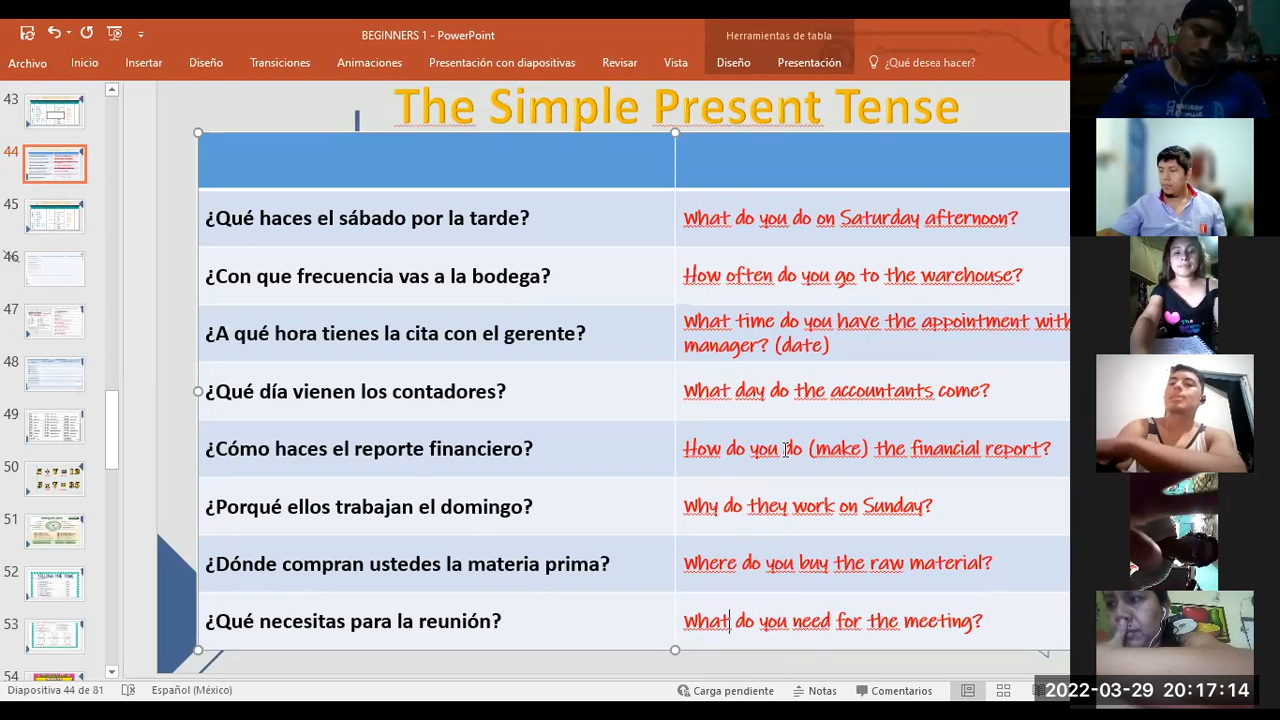 BEGINNERS 1 - PowerPoint
Herramientas de tabla
Archivo Inicio Insertar Diseño Transiciones Animaciones Presentación con diapositivas Revisar Vista Diseño Presentación ¿Qué desea hacer?
The Simple Present Tense
¿Qué haces el sábado por la tarde? What do you do on Saturday afternoon?
¿Con que frecuencia vas a la bodega? How often do you go to the warehouse?
¿A qué hora tienes la cita con el gerente? What time do you have the appointment with
manager? (date)
¿Qué día vienen los contadores? What day do the accountants come?
¿Cómo haces el reporte financiero? How do you do (make) the financial report?
¿Porqué ellos trabajan el domingo? Why do they work on Sunday?
¿Dónde compran ustedes la materia prima? Where do you buy the raw material?
¿Qué necesitas para la reunión? What do you need for the meeting?
43
44
45
46
47
48
49
50
51
52
53
54
Diapositiva 44 de 81 Español (México) Carga pendiente Notas Comentarios
2022-03-29 20:17:14